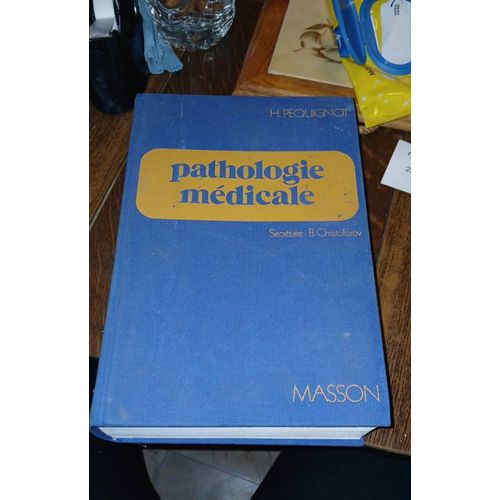 H. PEQUIGNOT
pathologie
médicale
Secrétaire : B. Christoforov
MASSON